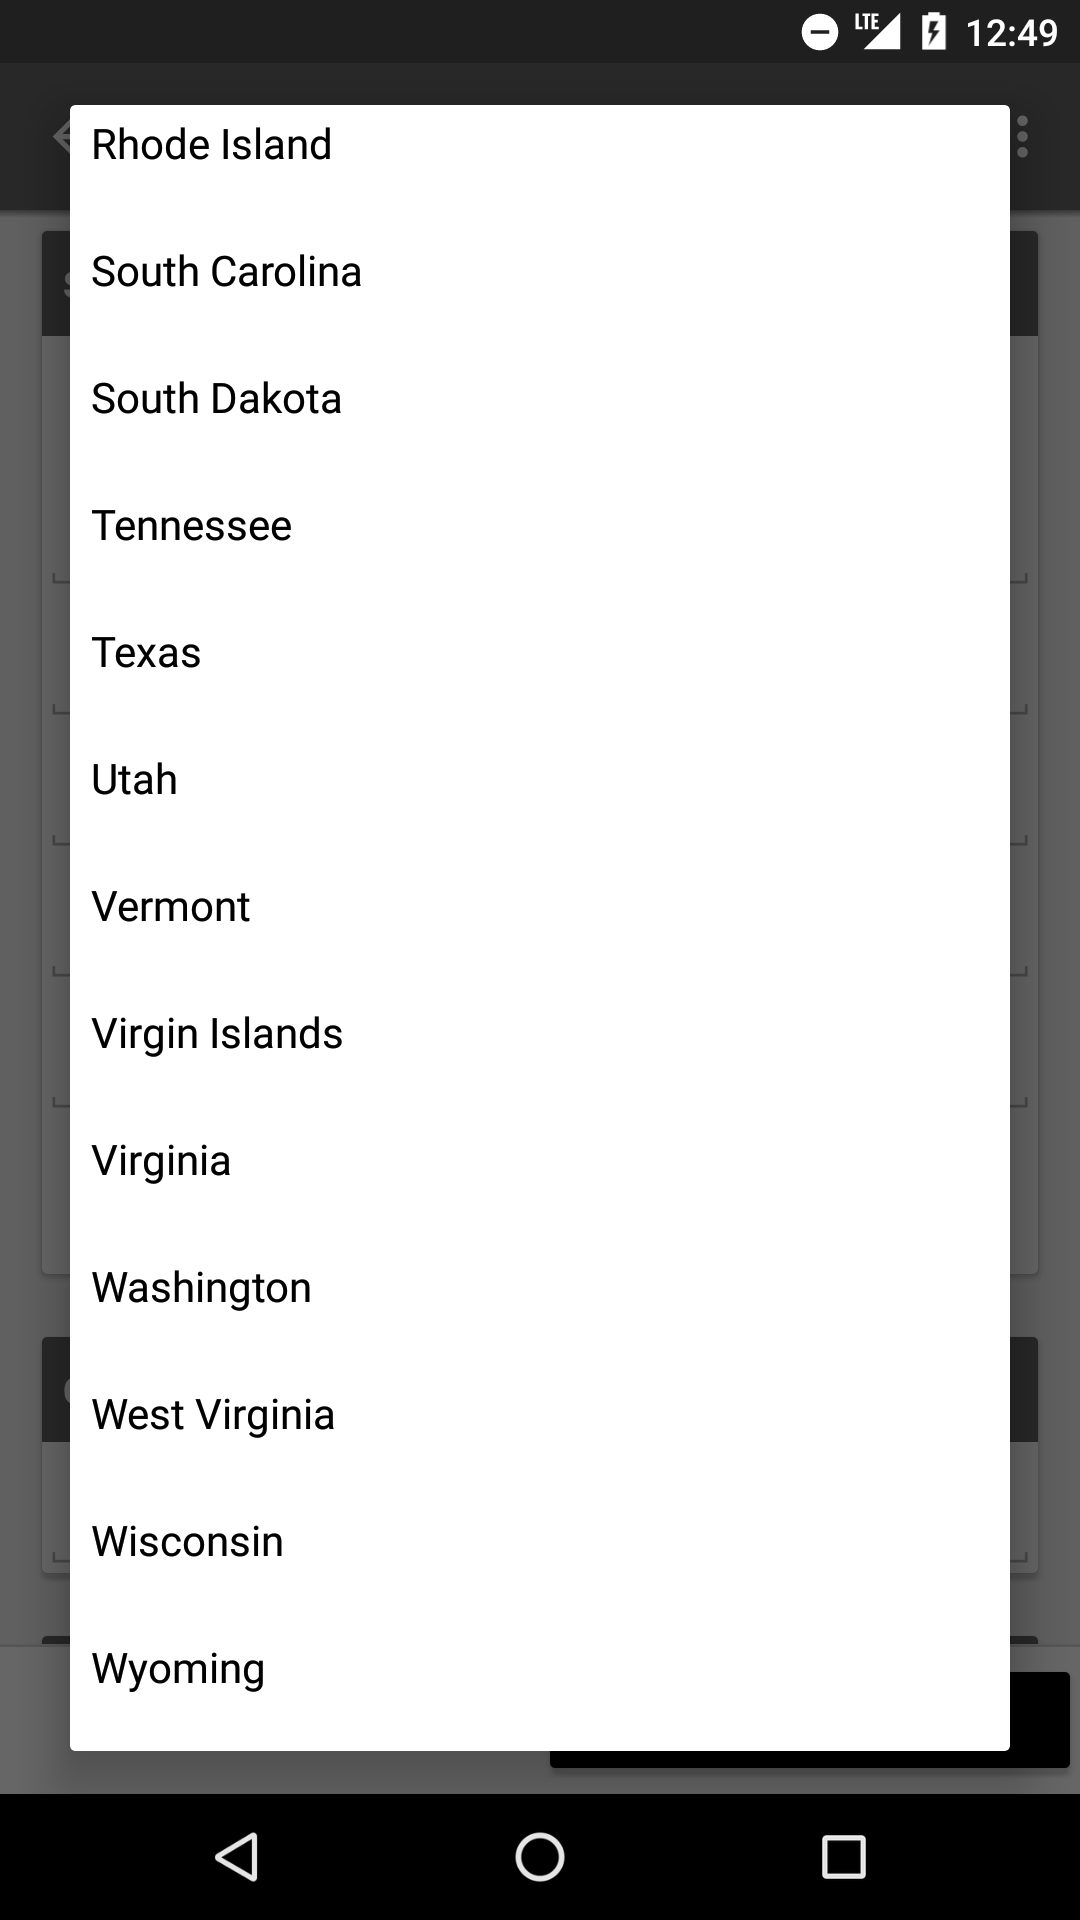 LTE 12:49
Rhode Island
South Carolina
South Dakota
Tennessee
Texas
Utah
Vermont
Virgin Islands
Virginia
Washington
West Virginia
Wisconsin
Wyoming